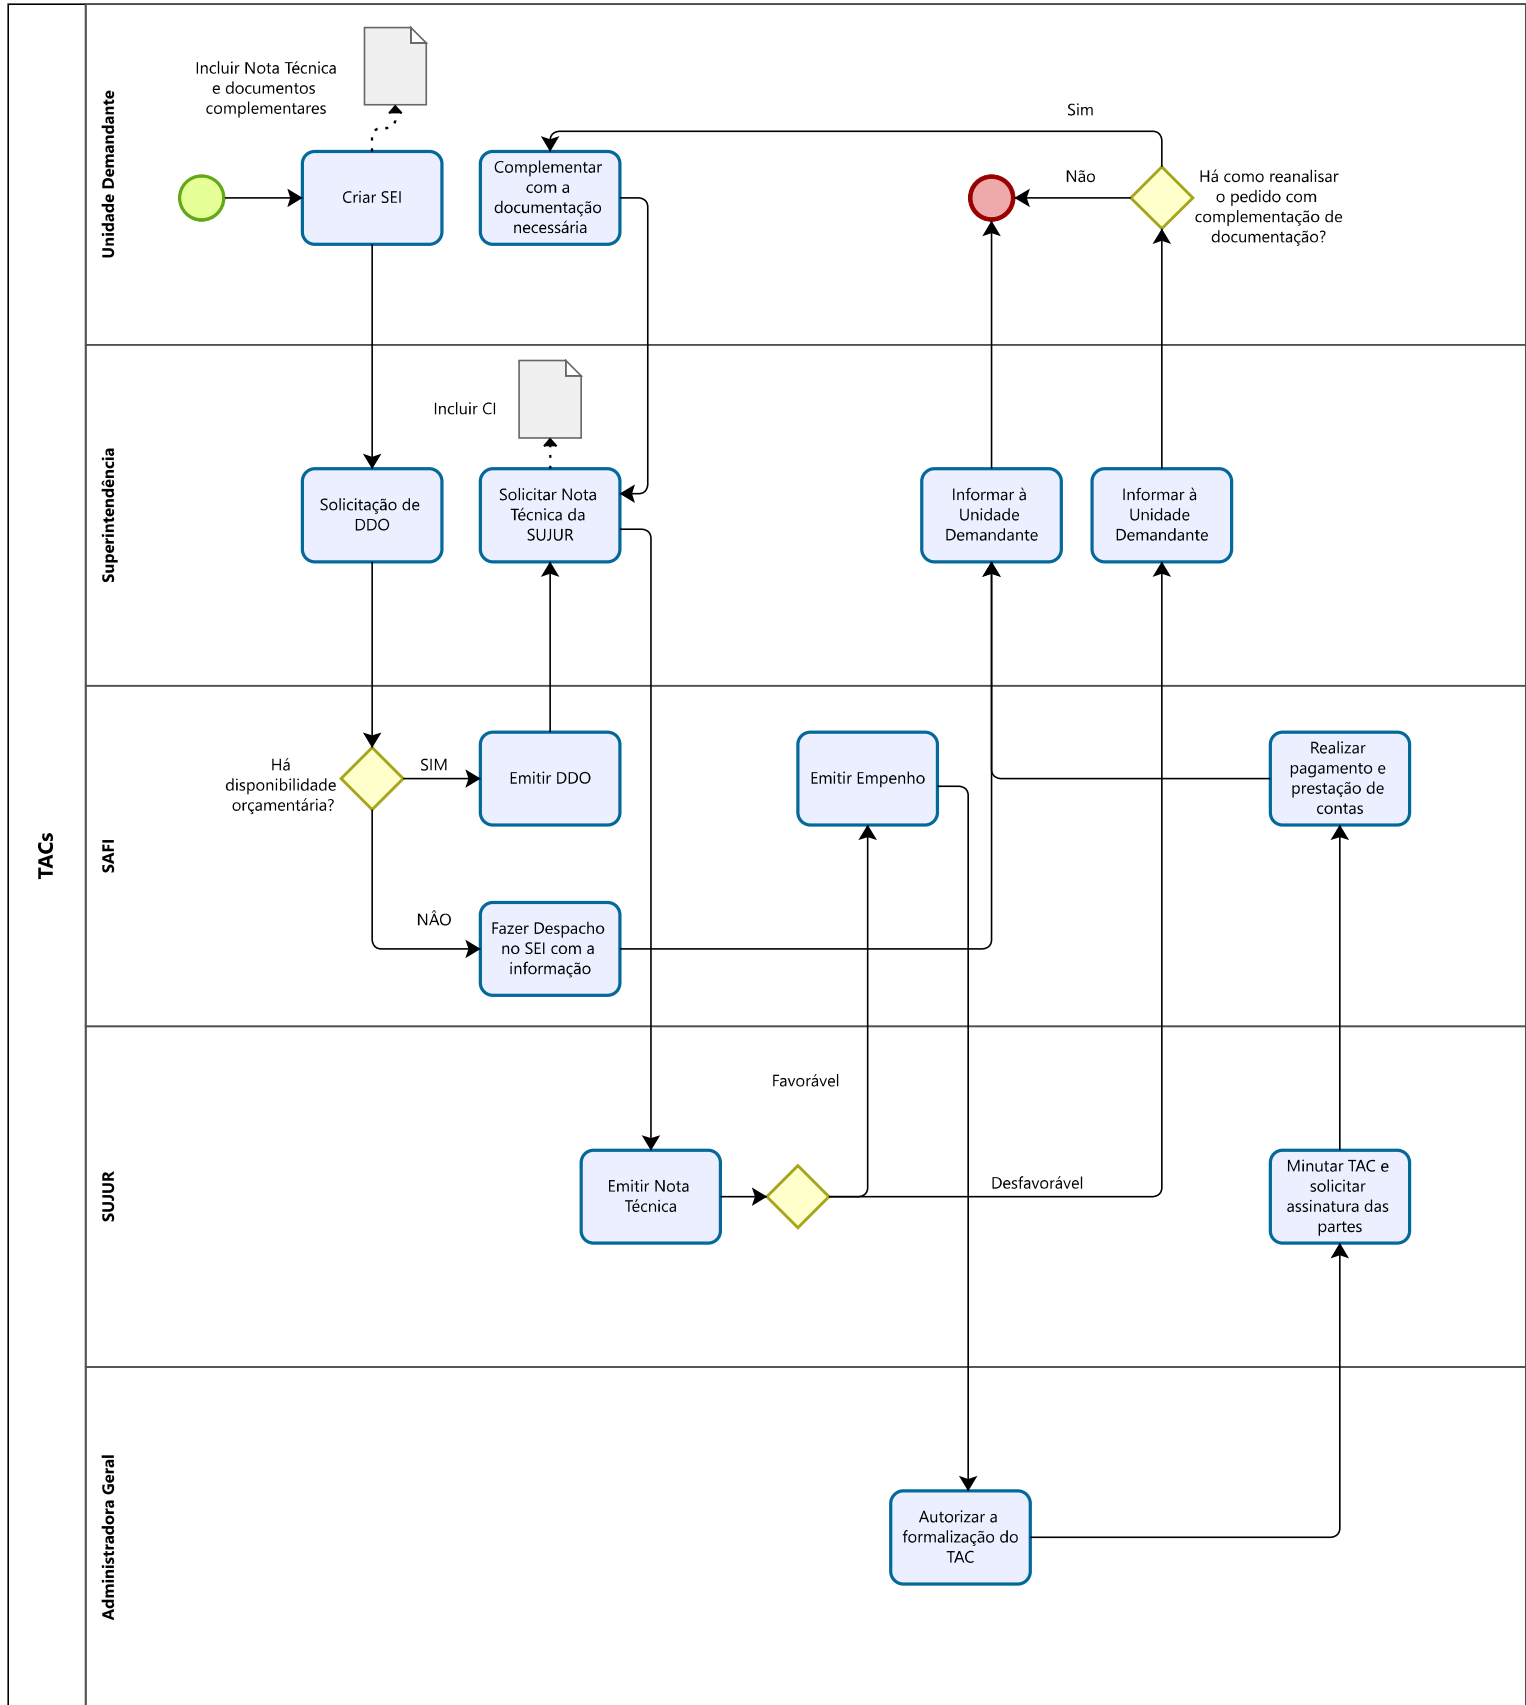 TACs
Unidade Demandante
Incluir Nota Técnica
e documentos
complementares
Criar SEI
Complementar
com a
documentação
necessária
Sim
Não
Há como reanalisar
o pedido com
complementação de
documentação?
Superintendência
Incluir CI
Solicitação de
DDO
Solicitar Nota
Técnica da
SUJUR
Informar à
Unidade
Demandante
Informar à
Unidade
Demandante
SAFI
Há
disponibilidade
orçamentária?
SIM
Emitir DDO
Emitir Empenho
Realizar
pagamento e
prestação de
contas
NÂO
Fazer Despacho
no SEI com a
informação
SUJUR
Favorável
Emitir Nota
Técnica
Desfavorável
Minutar TAC e
solicitar
assinatura das
partes
Administradora Geral
Autorizar a
formalização do
TAC